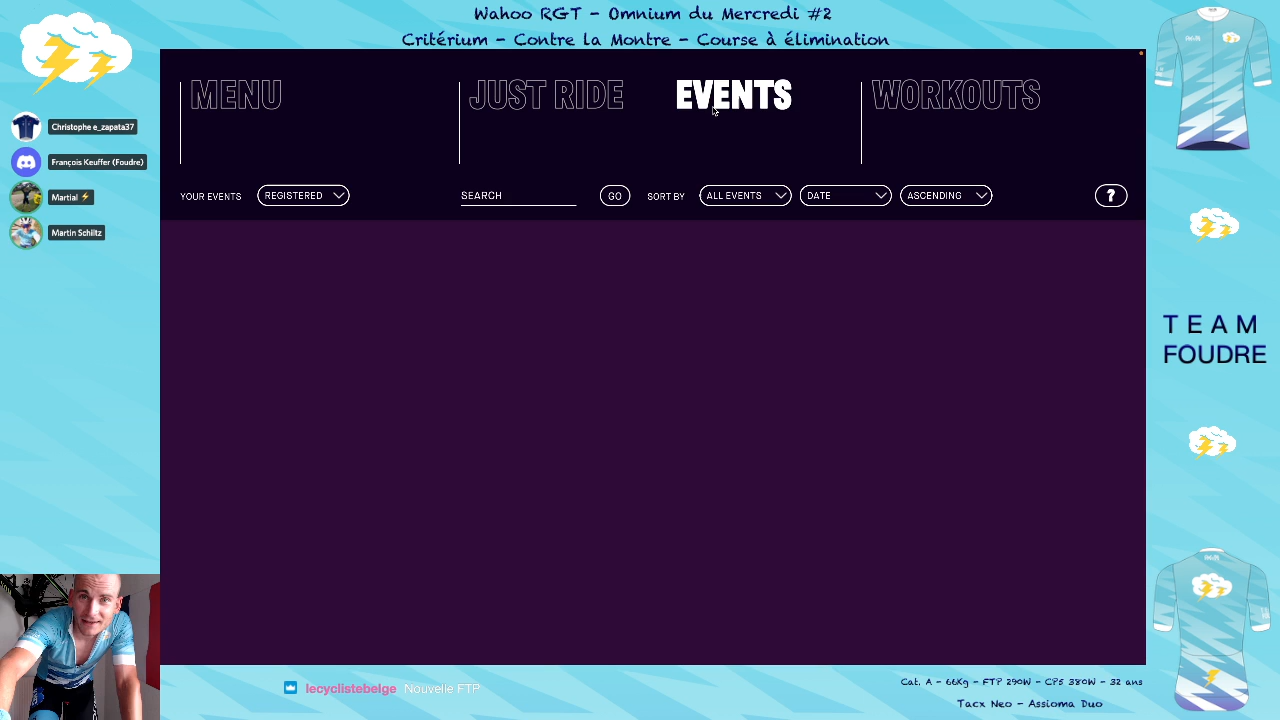 Wahoo RGT - Omnium du Mercredi #2
Critérium - Contre la Montre - Course à élimination
MENU
JUST RIDE
EVENTS
WORKOUTS
YOUR EVENTS
REGISTERED
SEARCH
GO
SORT BY
ALL EVENTS
DATE
ASCENDING
?
Christophe e_zapata37
François Keuffer (Foudre)
Martial ⚡
Martin Schiltz
TEAM
FOUDRE
lecyclistebelge Nouvelle FTP
Cat. A - 66Kg - FTP 290W - CP5 380W - 32 ans
Tacx Neo - Assioma Duo